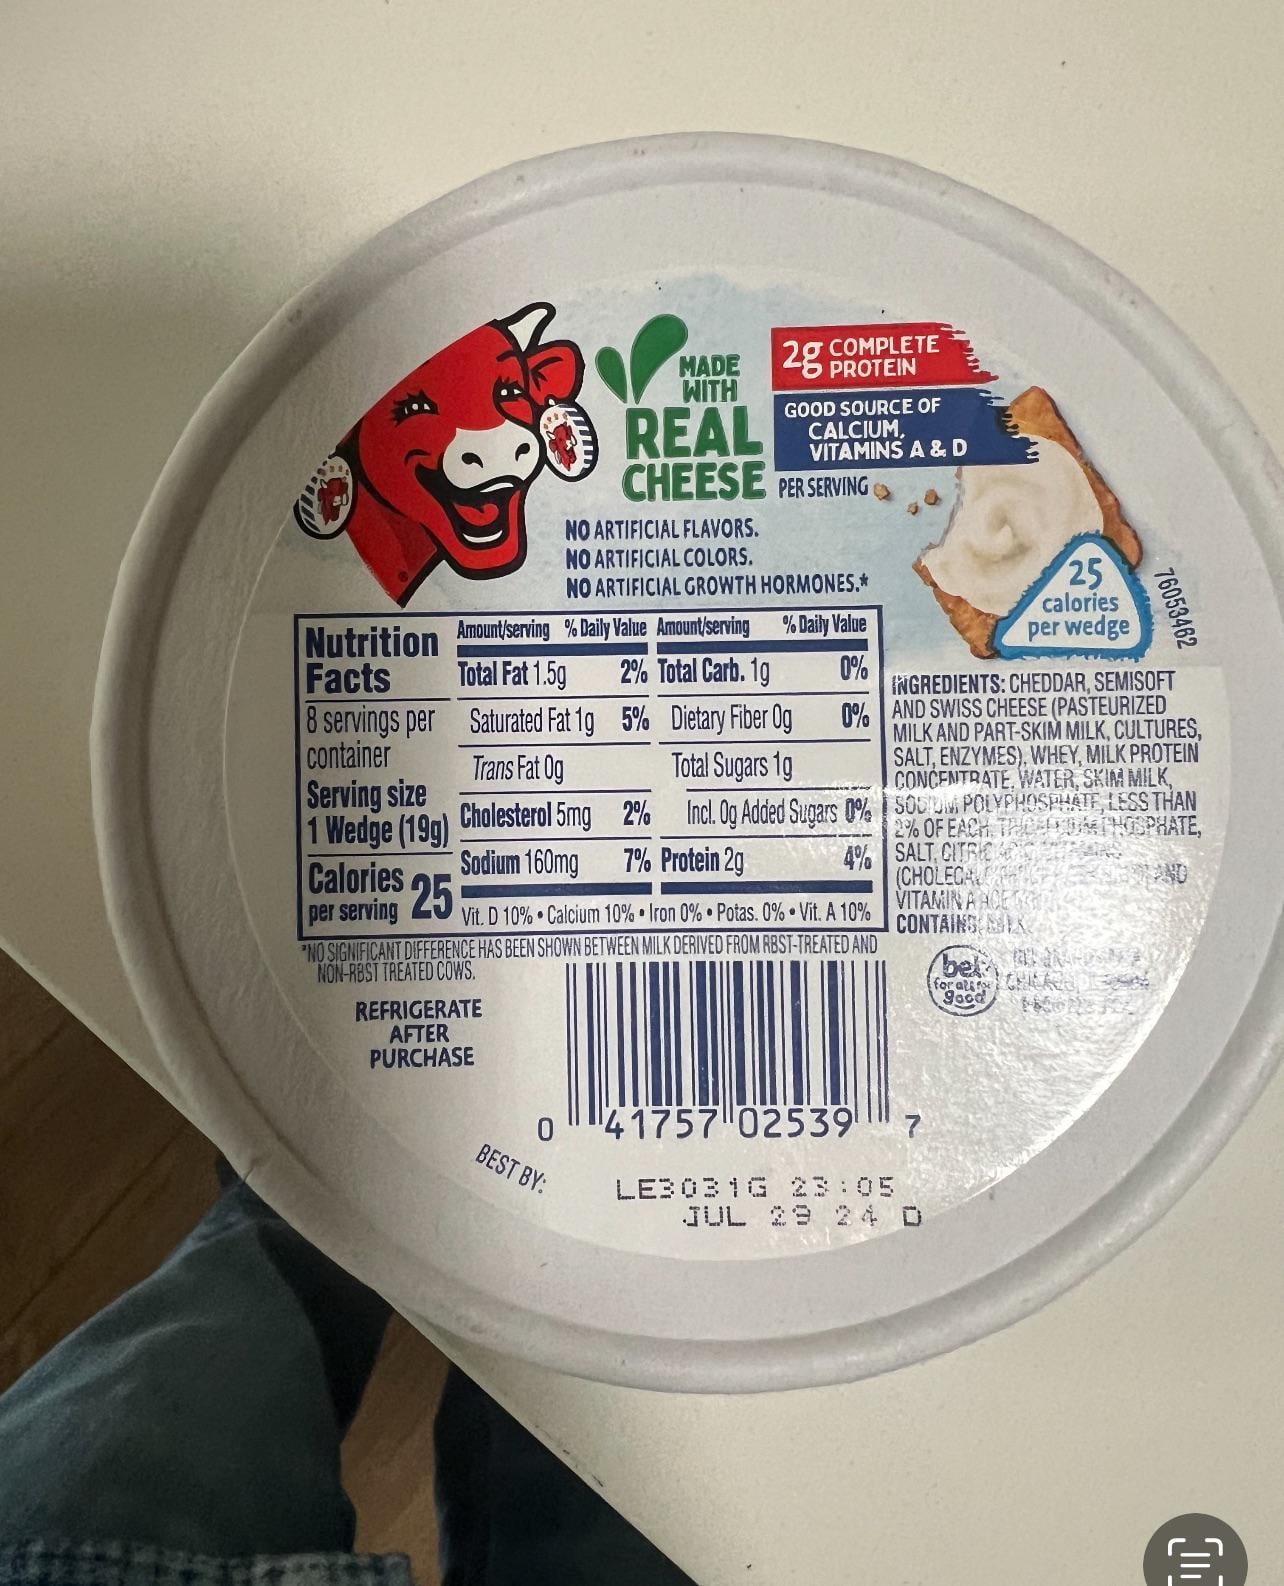 MADE
WITH
REAL
CHEESE
2g COMPLETE
PROTEIN
GOOD SOURCE OF
CALCIUM,
VITAMINS A & D
PER SERVING
NO ARTIFICIAL FLAVORS.
NO ARTIFICIAL COLORS.
NO ARTIFICIAL GROWTH HORMONES.*
25
calories
per wedge
76053462
Nutrition
Facts
8 servings per
container
Serving size
1 Wedge (19g)
Calories
per serving 25
Amount/serving % Daily Value
Total Fat 1.5g 2%
Saturated Fat 1g 5%
Trans Fat 0g
Cholesterol 5mg 2%
Sodium 160mg 7%
Amount/serving % Daily Value
Total Carb. 1g 0%
Dietary Fiber 0g 0%
Total Sugars 1g
Incl. 0g Added Sugars 0%
Protein 2g 4%
Vit. D 10% • Calcium 10% • Iron 0% • Potas. 0% • Vit. A 10%
INGREDIENTS: CHEDDAR, SEMISOFT
AND SWISS CHEESE (PASTEURIZED
MILK AND PART-SKIM MILK, CULTURES,
SALT, ENZYMES), WHEY, MILK PROTEIN
CONCENTRATE, WATER, SKIM MILK,
SODIUM POLYPHOSPHATE, LESS THAN
2% OF EACH: PHOSPHATE,
SALT, CITRIC
AND
VITAMIN A
CONTAINS: MILK
*NO SIGNIFICANT DIFFERENCE HAS BEEN SHOWN BETWEEN MILK DERIVED FROM RBST-TREATED AND
NON-RBST TREATED COWS.
REFRIGERATE
AFTER
PURCHASE
bel
for all for
good
0 41757 02539 7
BEST BY:
LE3031G 23:05
JUL 29 24 D